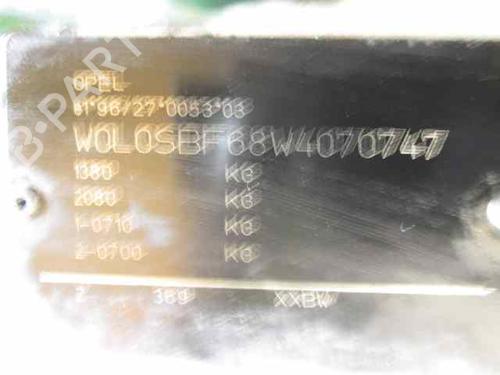 OPEL
e1*96/27*0053*03
W0L0SBF68W4070747
1380 KG
2080 KG
1-0710 KG
2-0700 KG
2 369 XXBW